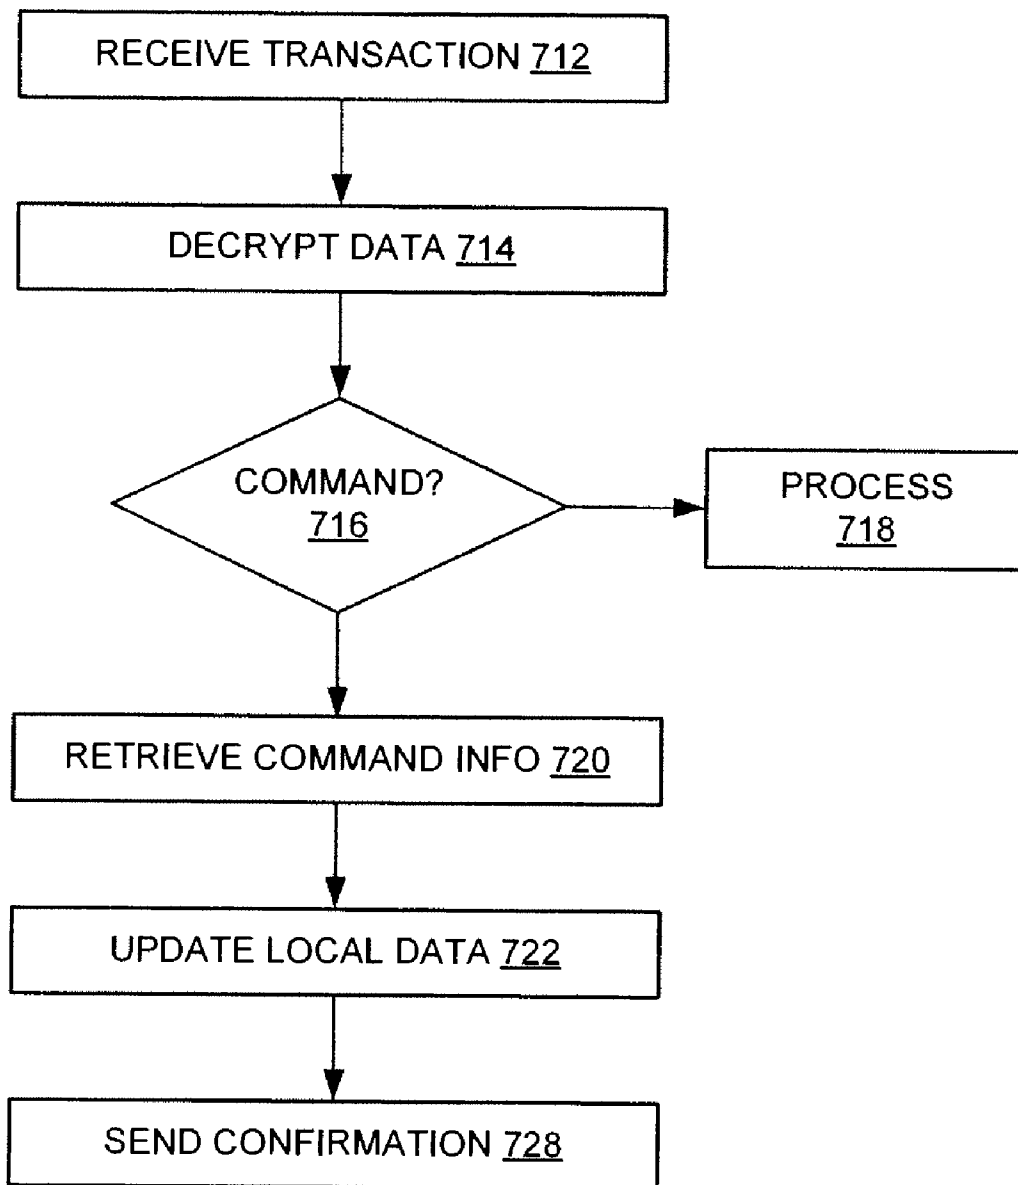 RECEIVE TRANSACTION 712
DECRYPT DATA 714
COMMAND?
716
PROCESS
718
RETRIEVE COMMAND INFO 720
UPDATE LOCAL DATA 722
SEND CONFIRMATION 728